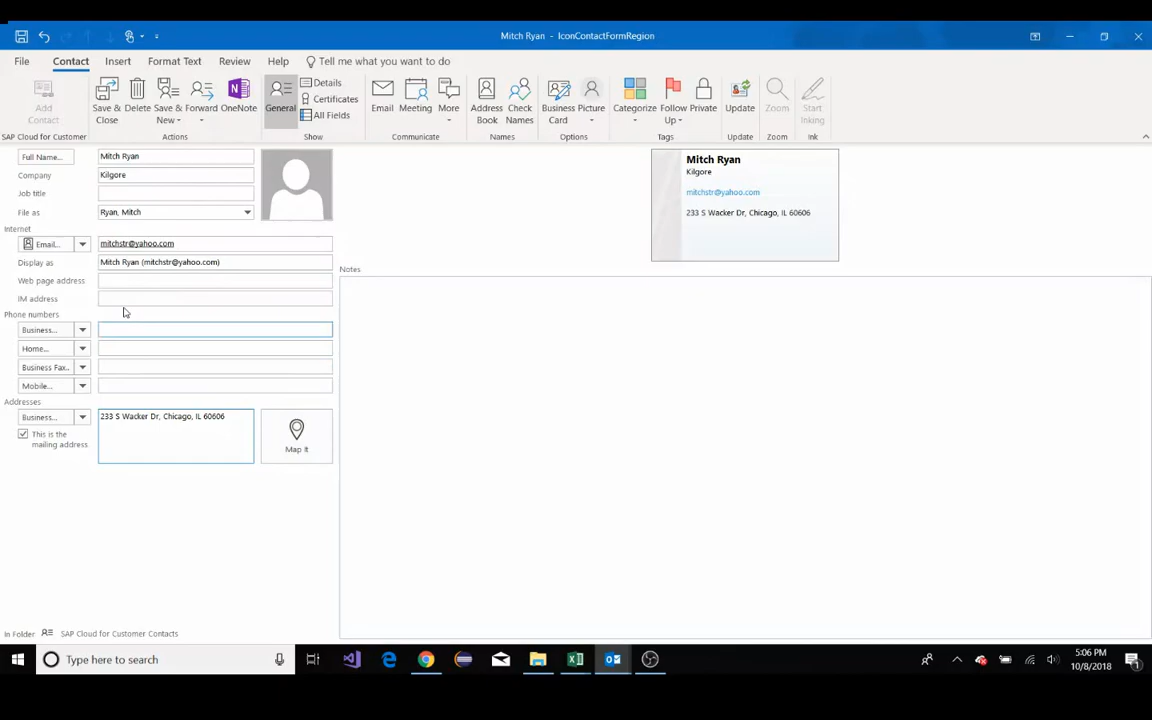 Mitch Ryan - IconContactFormRegion
File Contact Insert Format Text Review Help Tell me what you want to do
Add Contact
SAP Cloud for Customer
Save & Close
Delete
Save & New
Forward
OneNote
Actions
General
Details
Certificates
All Fields
Show
Email
Meeting
More
Communicate
Address Book
Check Names
Names
Business Card
Picture
Options
Categorize
Follow Up
Private
Tags
Update
Update
Zoom
Zoom
Start Inking
Ink
Full Name... Mitch Ryan
Company Kilgore
Job title
File as Ryan, Mitch
Internet
Email... mitchstr@yahoo.com
Display as Mitch Ryan (mitchstr@yahoo.com)
Web page address
IM address
Phone numbers
Business...
Home...
Business Fax..
Mobile...
Addresses
Business... 233 S Wacker Dr, Chicago, IL 60606
This is the
mailing address
Map It
Mitch Ryan
Kilgore
mitchstr@yahoo.com
233 S Wacker Dr, Chicago, IL 60606
Notes
In Folder SAP Cloud for Customer Contacts
Type here to search
5:06 PM
10/8/2018